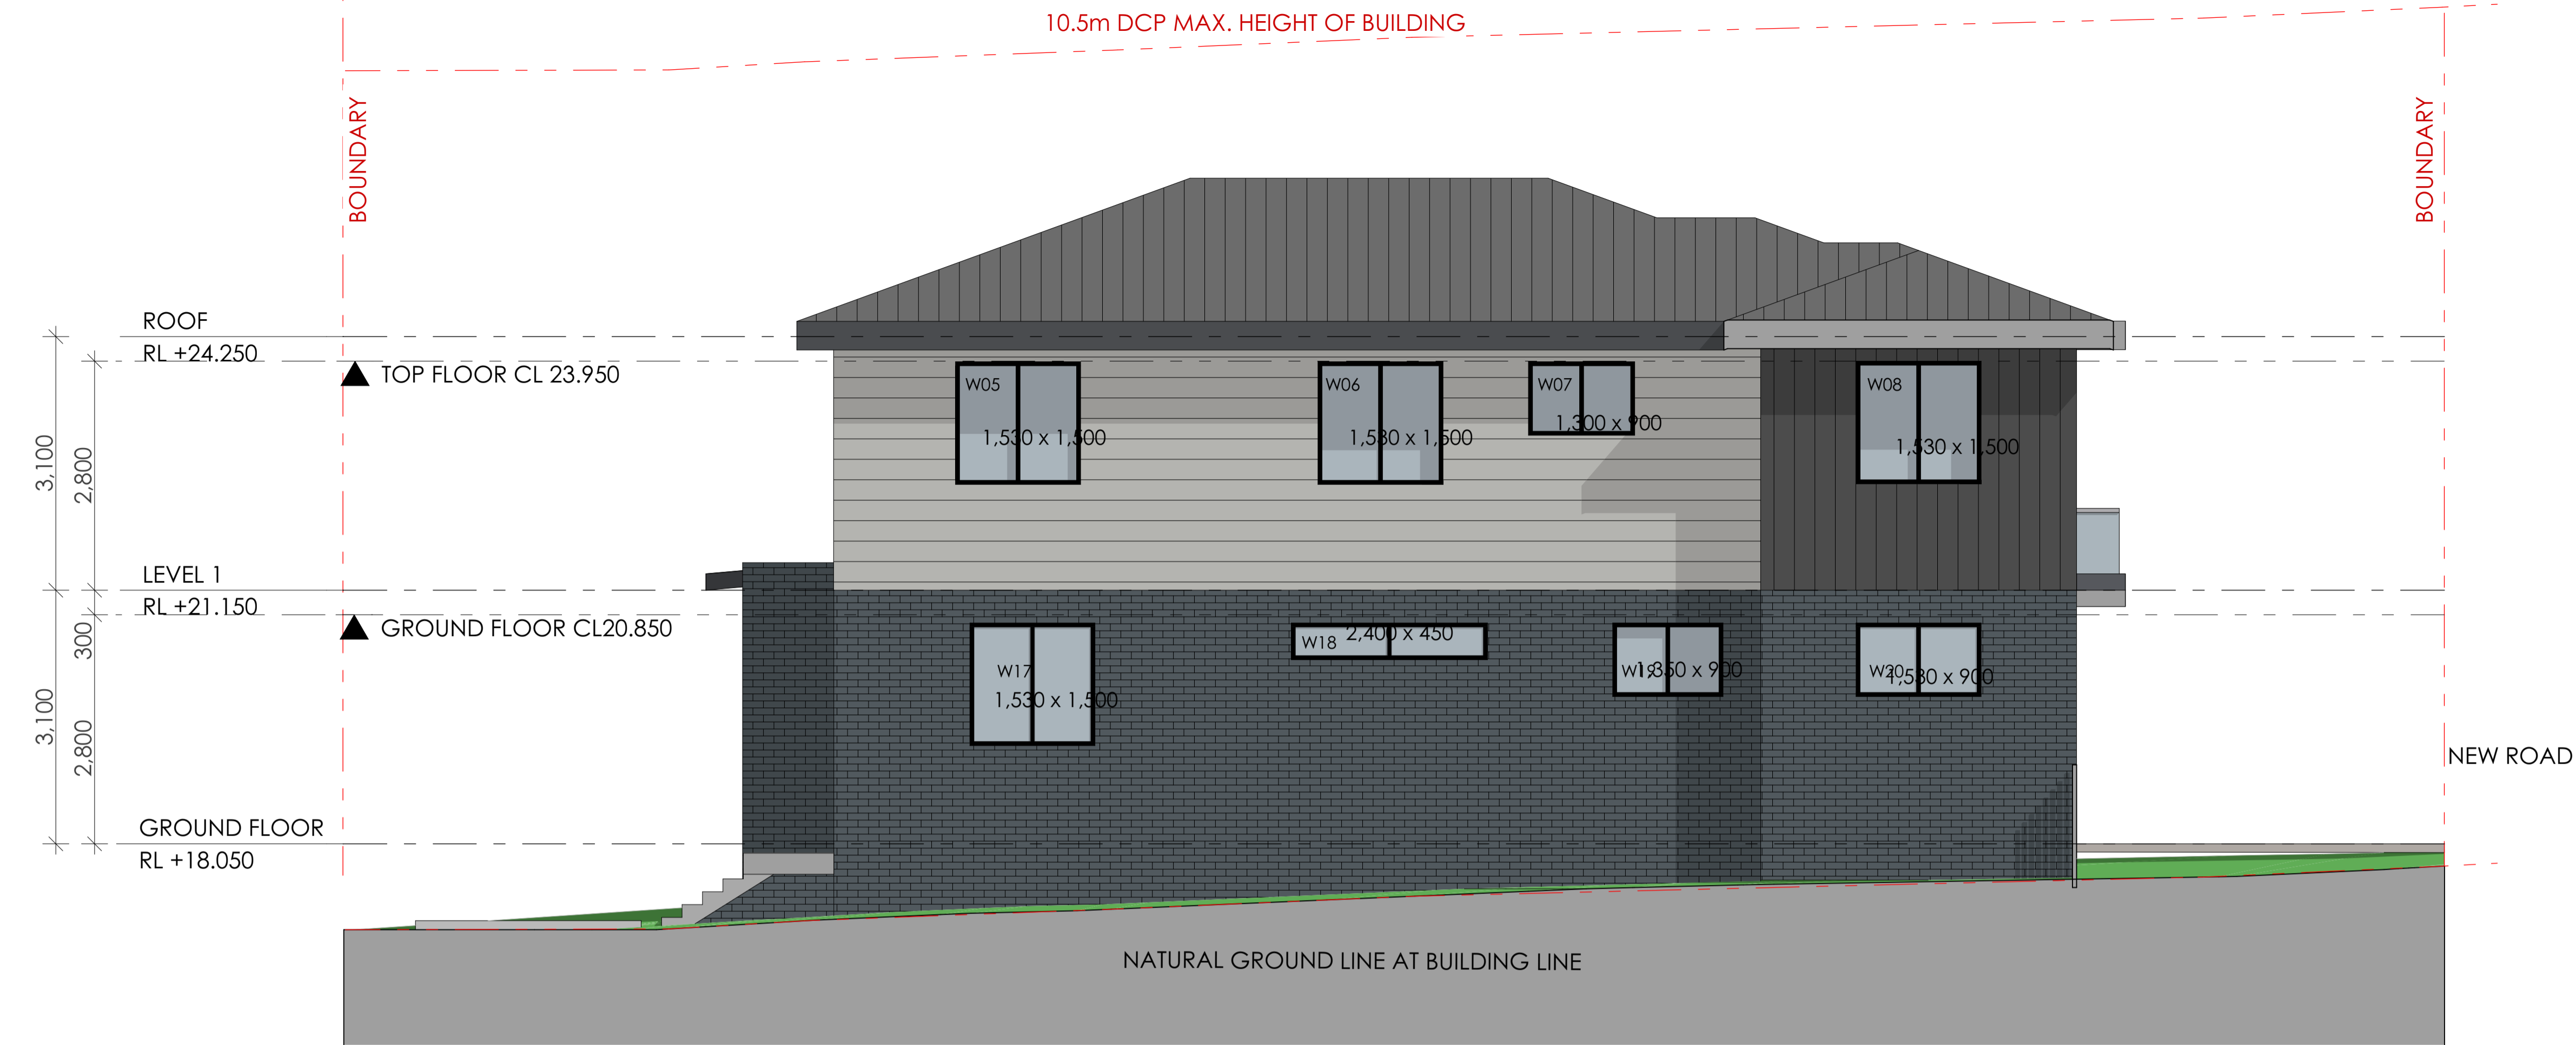 10.5m DCP MAX. HEIGHT OF BUILDING
BOUNDARY
BOUNDARY
ROOF
RL +24.250
TOP FLOOR CL 23.950
W05
1,530 x 1,500
W06
1,530 x 1,500
W07
1,300 x 900
W08
1,530 x 1,500
3,100
2,800
LEVEL 1
RL +21.150
GROUND FLOOR CL20.850
300
W17
1,530 x 1,500
W18
2,400 x 450
W19
1,350 x 900
W20
1,530 x 900
3,100
2,800
NEW ROAD
GROUND FLOOR
RL +18.050
NATURAL GROUND LINE AT BUILDING LINE